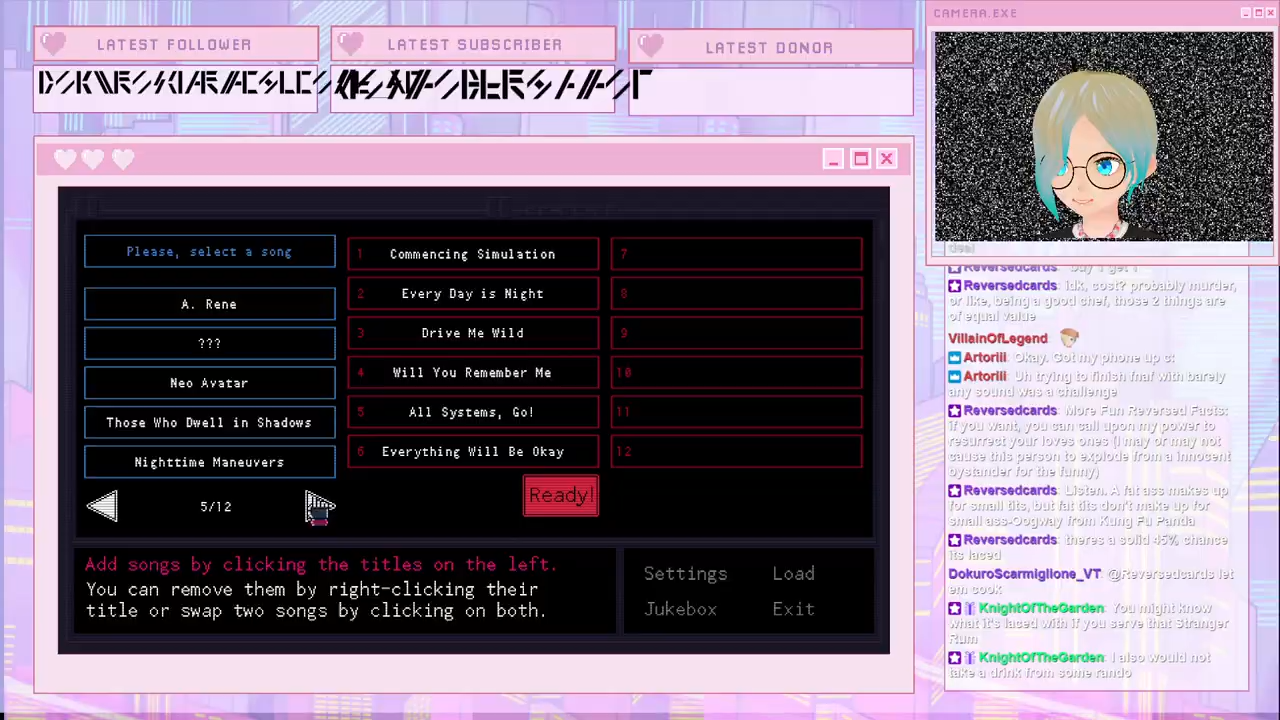 LATEST FOLLOWER
LATEST SUBSCRIBER
LATEST DONOR
CAMERA.EXE
Please, select a song
A. Rene
???
Neo Avatar
Those Who Dwell in Shadows
Nighttime Maneuvers
5/12
1 Commencing Simulation
2 Every Day is Night
3 Drive Me Wild
4 Will You Remember Me
5 All Systems, Go!
6 Everything Will Be Okay
7
8
9
10
11
12
Ready!
Add songs by clicking the titles on the left.
You can remove them by right-clicking their
title or swap two songs by clicking on both.
Settings
Load
Jukebox
Exit
deal
Reversedcards: buy 1 get 1
Reversedcards: idk, cost? probably murder,
or like, being a good chef, those 2 things are
of equal value
VillainOfLegend
Artoriii: Okay. Got my phone up c:
Artoriii: Uh trying to finish fnaf with barely
any sound was a challenge
Reversedcards: More Fun Reversed Facts:
if you want, you can call upon my power to
resurrect your loves ones (I may or may not
cause this person to explode from a innocent
bystander for the funny)
Reversedcards: Listen. A fat ass makes up
for small tits, but fat tits don't make up for
small ass-Oogway from Kung Fu Panda
Reversedcards: theres a solid 45% chance
its laced
DokuroScarmiglione_VT: @Reversedcards let
em cook
KnightOfTheGarden: You might know
what it's laced with if you serve that Stranger
Rum
KnightOfTheGarden: I also would not
take a drink from some rando